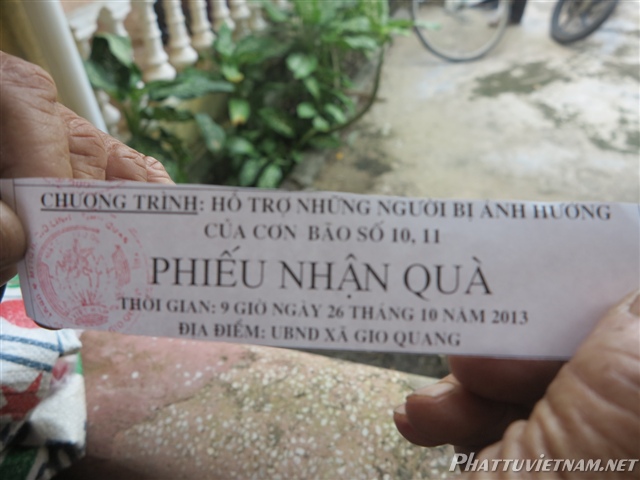 CHƯƠNG TRÌNH: HỖ TRỢ NHỮNG NGƯỜI BỊ ẢNH HƯỞNG
CỦA CƠN BÃO SỐ 10, 11
PHIẾU NHẬN QUÀ
THỜI GIAN: 9 GIỜ NGÀY 26 THÁNG 10 NĂM 2013
ĐỊA ĐIỂM: UBND XÃ GIO QUANG
PHATTUVIETNAM.NET